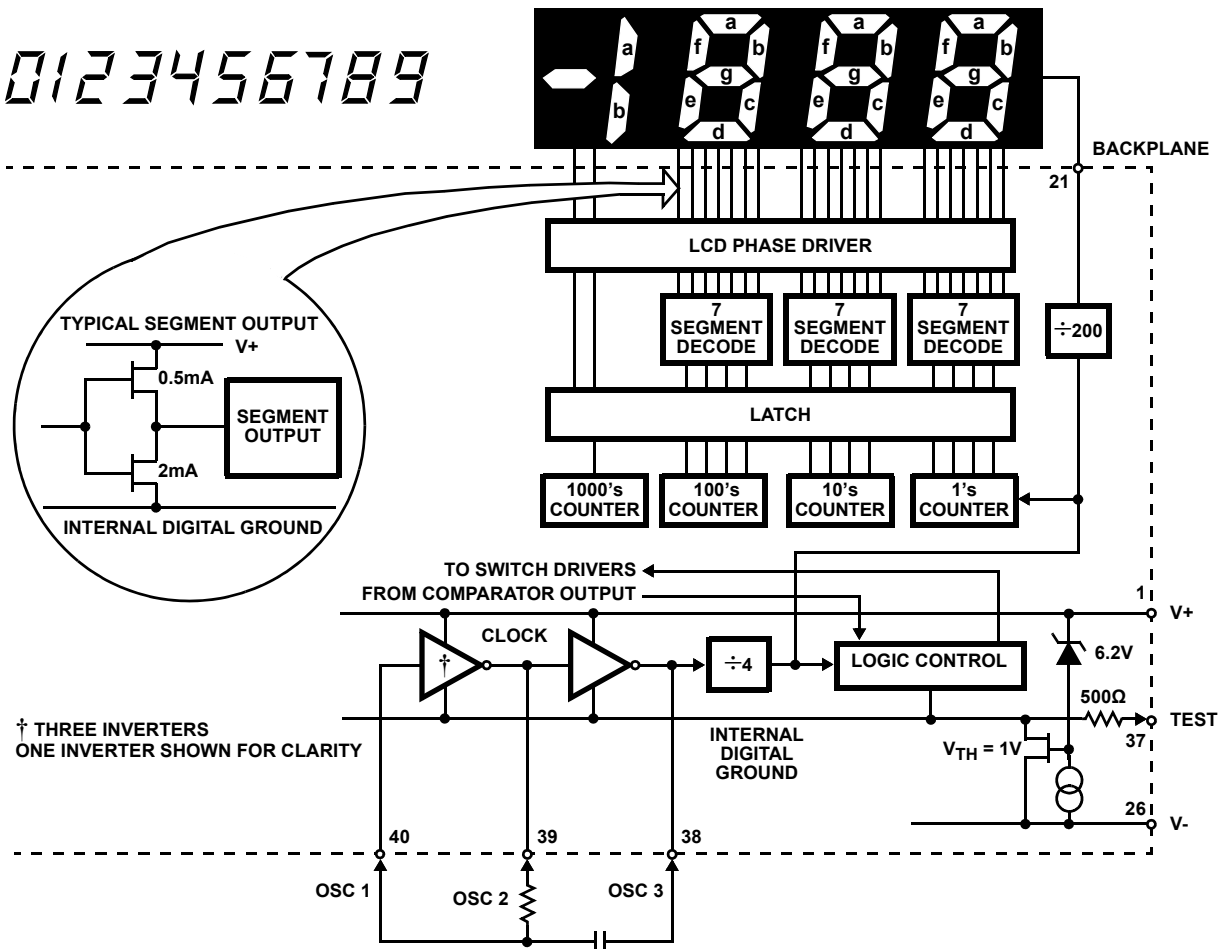 0123456789
a
b
a
f
b
g
e
c
d
a
f
b
g
e
c
d
a
f
b
g
e
c
d
BACKPLANE
21
LCD PHASE DRIVER
TYPICAL SEGMENT OUTPUT
V+
0.5mA
SEGMENT
OUTPUT
2mA
INTERNAL DIGITAL GROUND
7
SEGMENT
DECODE
7
SEGMENT
DECODE
7
SEGMENT
DECODE
÷200
LATCH
1000's
COUNTER
100's
COUNTER
10's
COUNTER
1's
COUNTER
TO SWITCH DRIVERS
FROM COMPARATOR OUTPUT
1
V+
CLOCK
†
÷4
LOGIC CONTROL
6.2V
500Ω
TEST
37
† THREE INVERTERS
ONE INVERTER SHOWN FOR CLARITY
INTERNAL
DIGITAL
GROUND
VTH = 1V
26
V-
40
39
38
OSC 1
OSC 2
OSC 3